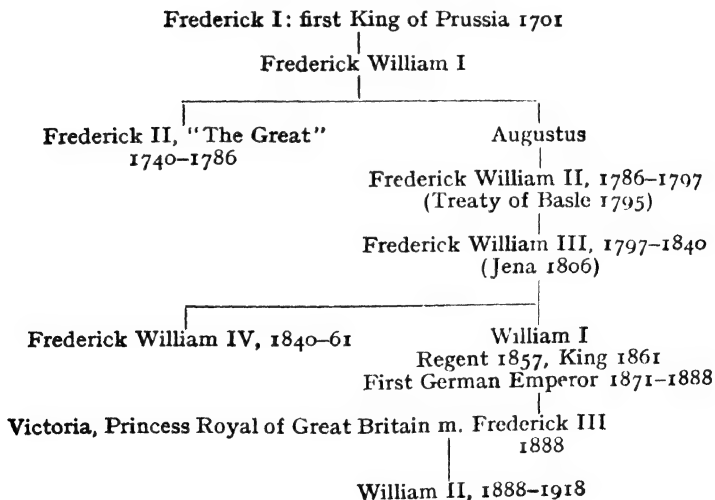 Frederick I: first King of Prussia 1701
Frederick William I
Frederick II, "The Great"
1740–1786
Augustus
Frederick William II, 1786–1797
(Treaty of Basle 1795)
Frederick William III, 1797–1840
(Jena 1806)
Frederick William IV, 1840–61
William I
Regent 1857, King 1861
First German Emperor 1871–1888
Victoria, Princess Royal of Great Britain m. Frederick III
1888
William II, 1888–1918